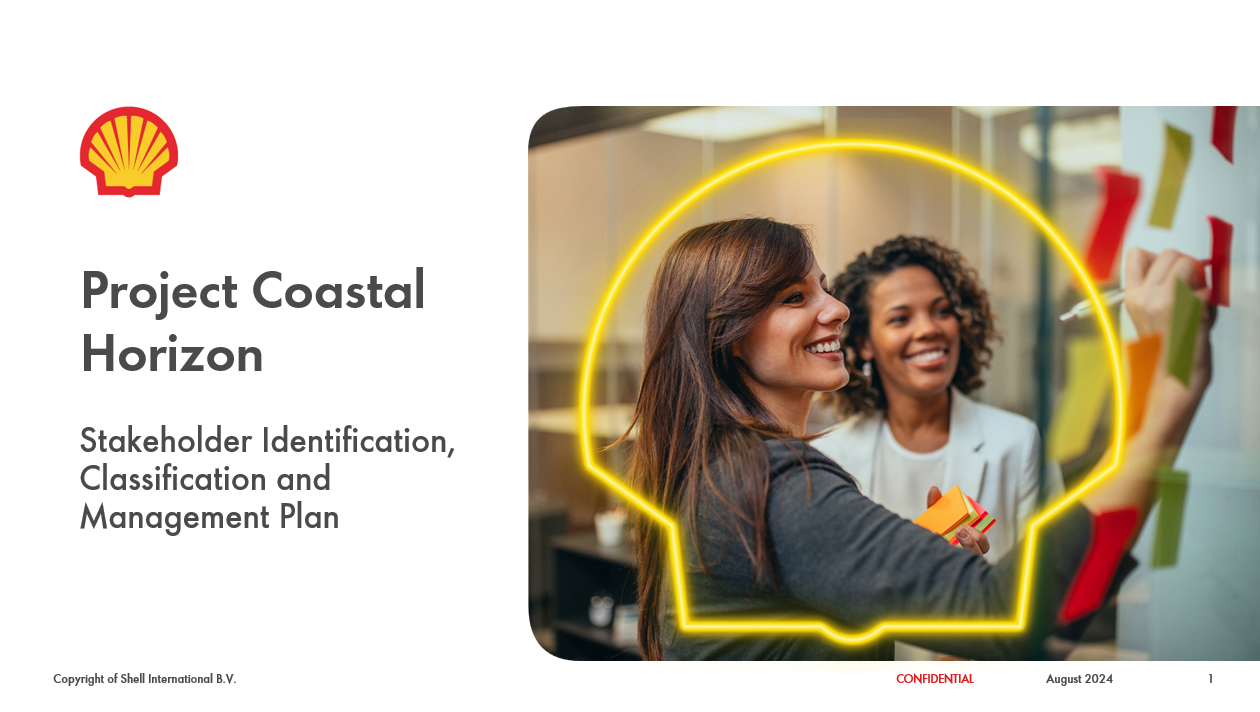 Project Coastal
Horizon
Stakeholder Identification,
Classification and
Management Plan
Copyright of Shell International B.V.
CONFIDENTIAL
August 2024
1